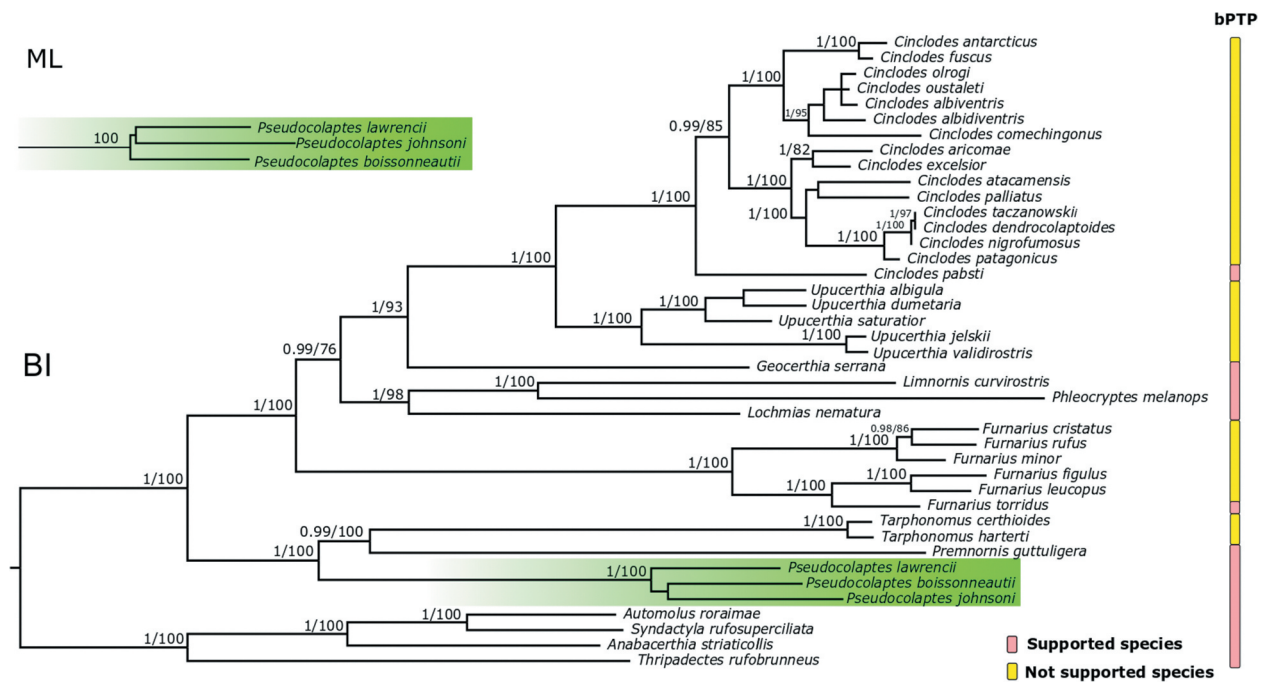 bPTP
ML
1/100
Cinclodes antarcticus
Cinclodes fuscus
1/100
Cinclodes olrogi
Cinclodes oustaleti
Cinclodes albiventris
1/95
Cinclodes albidiventris
0.99/85
Cinclodes comechingonus
1/82
Cinclodes aricomae
Cinclodes excelsior
1/100
Cinclodes atacamensis
Cinclodes palliatus
1/100
1/97
Cinclodes taczanowskii
1/100
Cinclodes dendrocolaptoides
1/100
Cinclodes nigrofumosus
Cinclodes patagonicus
1/100
Cinclodes pabsti
100
Pseudocolaptes lawrencii
Pseudocolaptes johnsoni
Pseudocolaptes boissonneautii
1/100
Upucerthia albigula
1/100
Upucerthia dumetaria
1/100
Upucerthia saturatior
1/100
Upucerthia jelskii
Upucerthia validirostris
1/93
BI
0.99/76
Geocerthia serrana
1/100
Limnornis curvirostris
1/98
Phleocryptes melanops
Lochmias nematura
1/100
0.98/86
Furnarius cristatus
1/100
Furnarius rufus
Furnarius minor
1/100
1/100
Furnarius figulus
1/100
Furnarius leucopus
Furnarius torridus
1/100
0.99/100
1/100
Tarphonomus certhioides
Tarphonomus harterti
1/100
Premnornis guttuligera
1/100
Pseudocolaptes lawrencii
Pseudocolaptes boissonneautii
Pseudocolaptes johnsoni
1/100
Automolus roraimae
1/100
Syndactyla rufosuperciliata
1/100
Anabacerthia striaticollis
Thripadectes rufobrunneus
Supported species
Not supported species